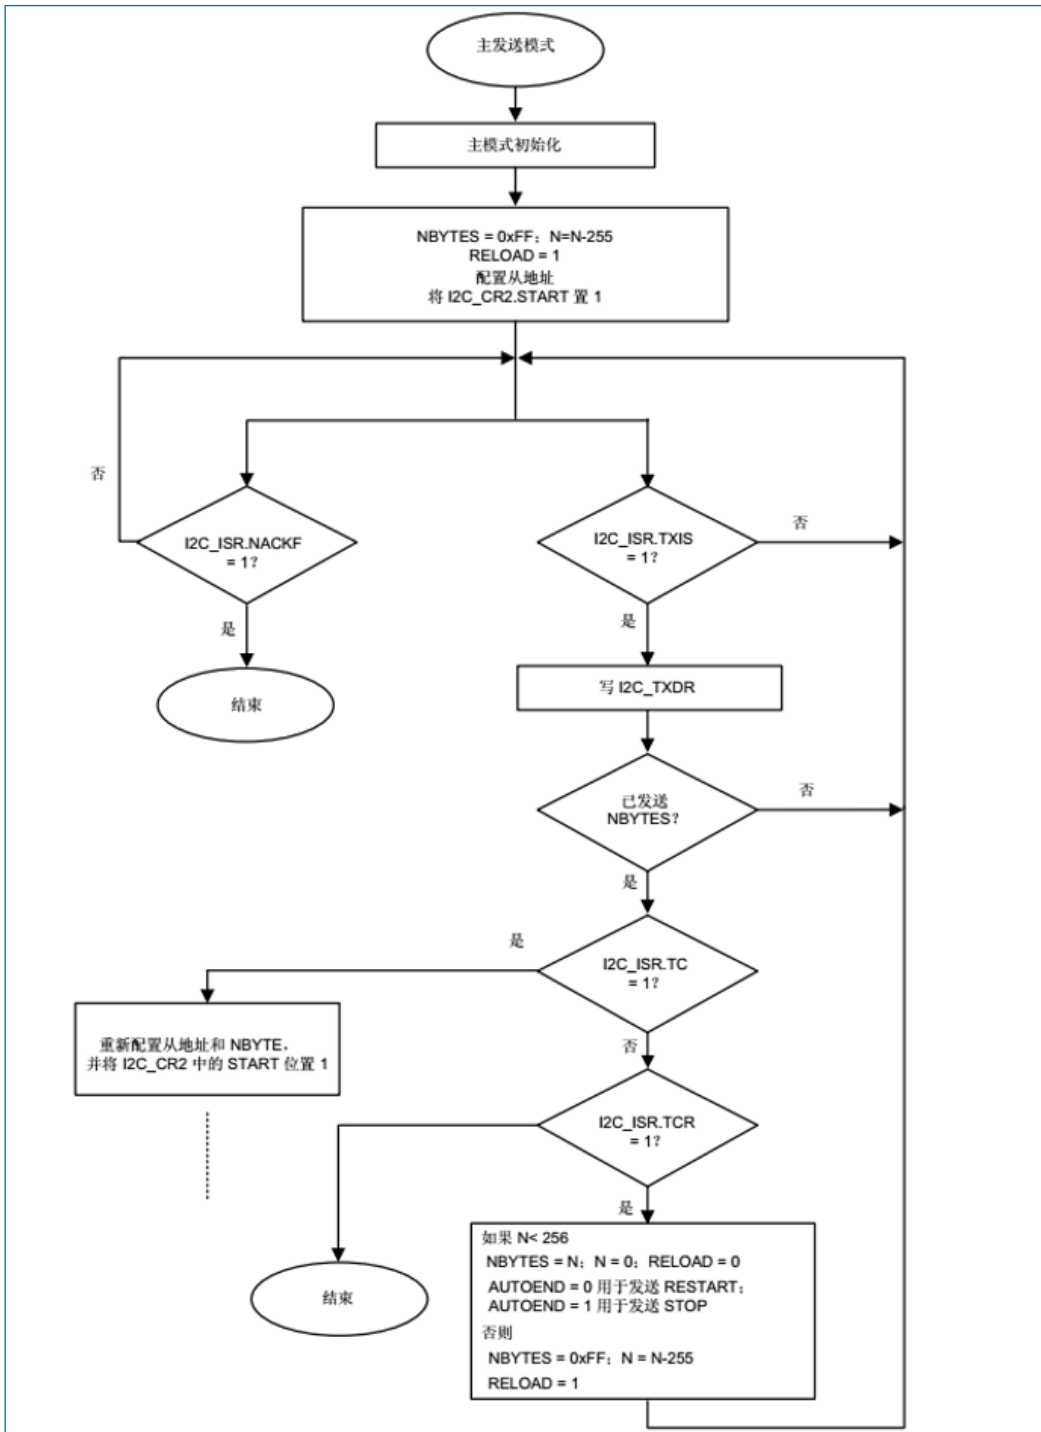 主发送模式
主模式初始化
NBYTES = 0xFF；N=N-255
RELOAD = 1
配置从地址
将 I2C_CR2.START 置 1
否
I2C_ISR.NACKF
= 1？
是
结束
I2C_ISR.TXIS
= 1？
否
是
写 I2C_TXDR
已发送
NBYTES？
否
是
I2C_ISR.TC
= 1？
是
重新配置从地址和 NBYTE，
并将 I2C_CR2 中的 START 位置 1
否
I2C_ISR.TCR
= 1？
结束
是
如果 N< 256
NBYTES = N；N = 0；RELOAD = 0
AUTOEND = 0 用于发送 RESTART；
AUTOEND = 1 用于发送 STOP
否则
NBYTES = 0xFF；N = N-255
RELOAD = 1